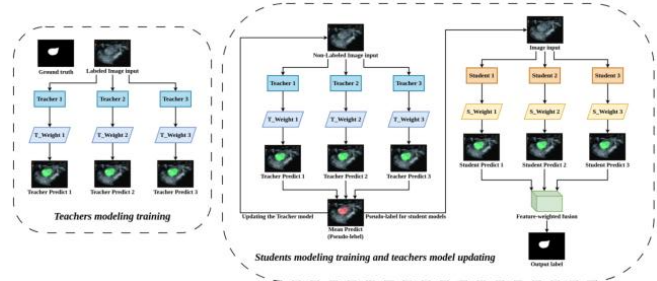 Ground truth
Labeled Image input
Teacher 1
Teacher 2
Teacher 3
T_Weight 1
T_Weight 2
T_Weight 3
Teacher Predict 1
Teacher Predict 2
Teacher Predict 3
Teachers modeling training
Non-Labeled Image input
Teacher 1
Teacher 2
Teacher 3
T_Weight 1
T_Weight 2
T_Weight 3
Teacher Predict 1
Teacher Predict 2
Teacher Predict 3
Updating the Teacher model
Mean Predict
(Pseudo-label)
Pseudo-label for student models
Image input
Student 1
Student 2
Student 3
S_Weight 1
S_Weight 2
S_Weight 3
Student Predict 1
Student Predict 2
Student Predict 3
Feature-weighted fusion
Output label
Students modeling training and teachers model updating